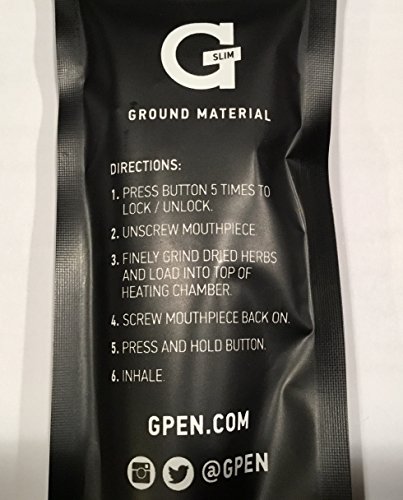 G
SLIM
GROUND MATERIAL
DIRECTIONS:
1. PRESS BUTTON 5 TIMES TO
LOCK / UNLOCK.
2. UNSCREW MOUTHPIECE
3. FINELY GRIND DRIED HERBS
AND LOAD INTO TOP OF
HEATING CHAMBER.
4. SCREW MOUTHPIECE BACK ON.
5. PRESS AND HOLD BUTTON.
6. INHALE.
GPEN.COM
@GPEN